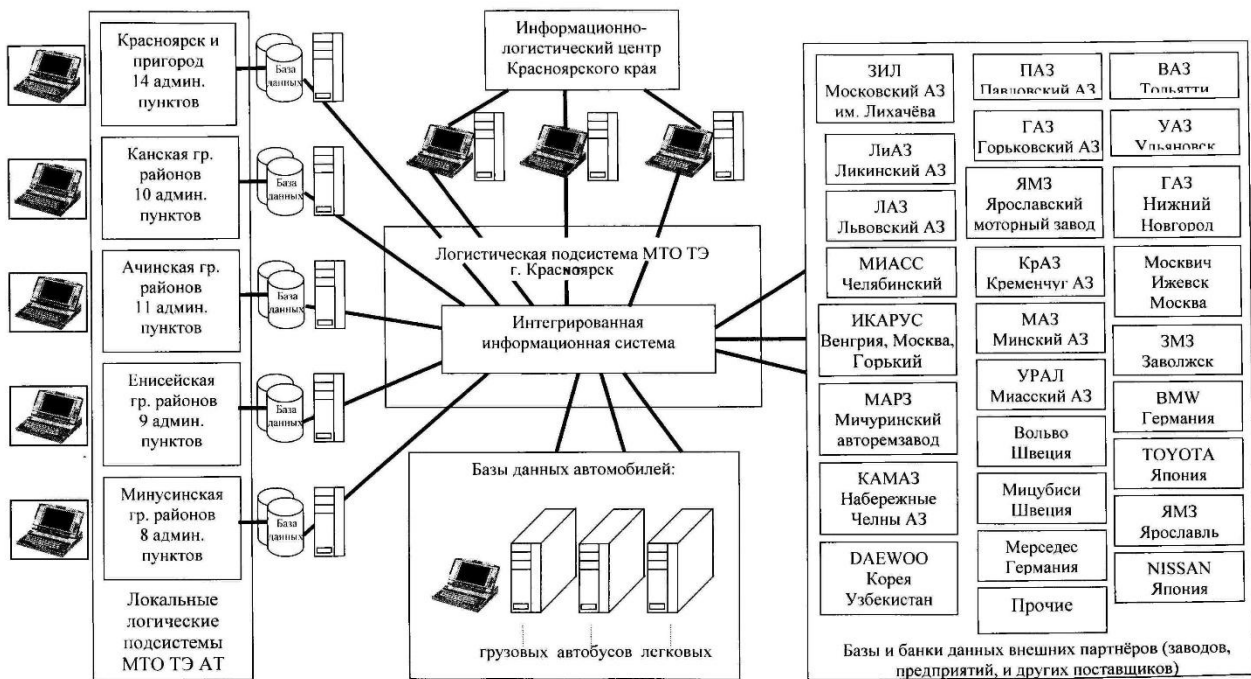 Красноярск и
пригород
14 админ.
пунктов
Канская гр.
районов
10 админ.
пунктов
Ачинская гр.
районов
11 админ.
пунктов
Енисейская
гр. районов
9 админ.
пунктов
Минусинская
гр. районов
8 админ.
пунктов
Локальные
логические
подсистемы
МТО ТЭ АТ
База
данных
База
данных
База
данных
База
данных
База
данных
Информационно-
логистический центр
Красноярского края
Логистическая подсистема МТО ТЭ
г. Красноярск
Интегрированная
информационная система
Базы данных автомобилей:
грузовых автобусов легковых
ЗИЛ
Московский АЗ
им. Лихачёва
ЛиАЗ
Ликинский АЗ
ЛАЗ
Львовский АЗ
МИАСС
Челябинский
ИКАРУС
Венгрия, Москва,
Горький
МАРЗ
Мичуринский
авторемзавод
КАМАЗ
Набережные
Челны АЗ
DAEWOO
Корея
Узбекистан
ПАЗ
Павловский АЗ
ГАЗ
Горьковский АЗ
ЯМЗ
Ярославский
моторный завод
КрАЗ
Кременчуг АЗ
МАЗ
Минский АЗ
УРАЛ
Миасский АЗ
Вольво
Швеция
Мицубиси
Швеция
Мерседес
Германия
Прочие
ВАЗ
Тольятти
УАЗ
Ульяновск
ГАЗ
Нижний
Новгород
Москвич
Ижевск
Москва
ЗМЗ
Заволжск
BMW
Германия
TOYOTA
Япония
ЯМЗ
Ярославль
NISSAN
Япония
Базы и банки данных внешних партнёров (заводов,
предприятий, и других поставщиков)